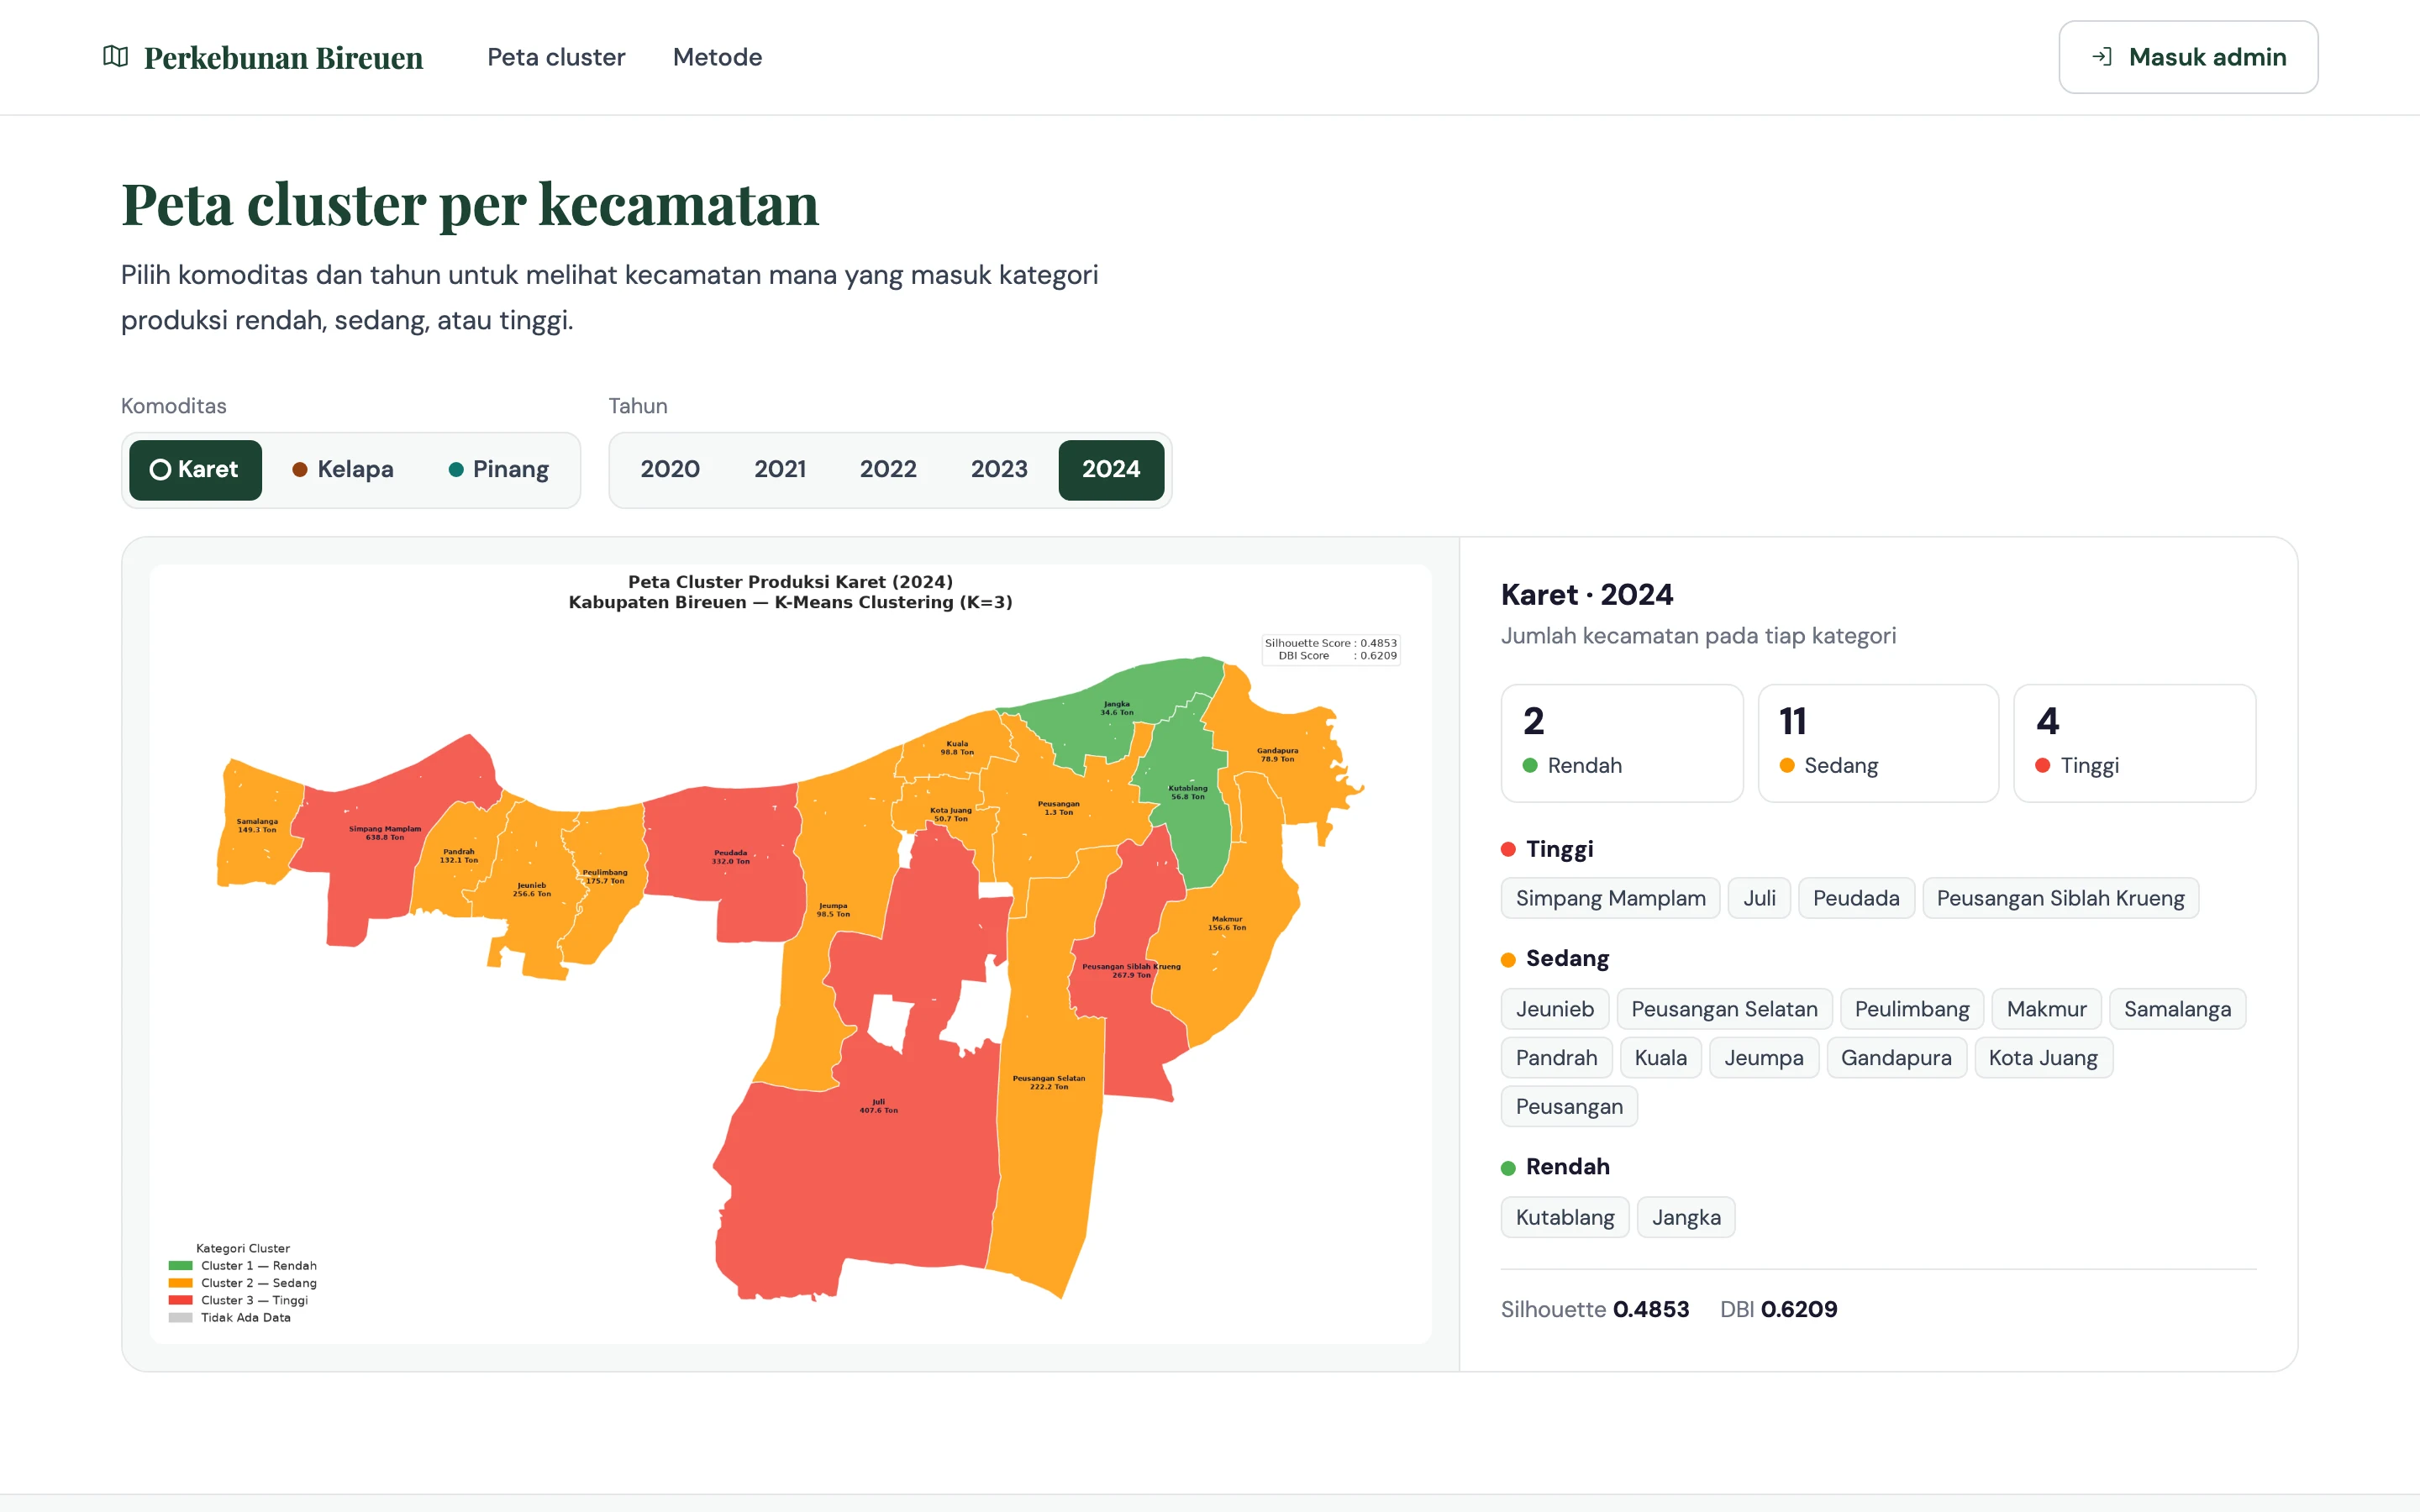 Perkebunan Bireuen
Peta cluster
Metode
Masuk admin
Peta cluster per kecamatan
Pilih komoditas dan tahun untuk melihat kecamatan mana yang masuk kategori
produksi rendah, sedang, atau tinggi.
Komoditas
Karet
Kelapa
Pinang
Tahun
2020
2021
2022
2023
2024
Peta Cluster Produksi Karet (2024)
Kabupaten Bireuen — K-Means Clustering (K=3)
Silhouette Score : 0.4853
DBI Score : 0.6209
Jangka
34.6 Ton
Kuala
98.8 Ton
Gandapura
78.9 Ton
Kutablang
56.8 Ton
Peusangan
1.3 Ton
Kota Juang
50.7 Ton
Samalanga
149.3 Ton
Simpang Mamplam
638.8 Ton
Pandrah
132.1 Ton
Peudada
332.0 Ton
Peulimbang
175.7 Ton
Jeunieb
256.6 Ton
Jeumpa
98.5 Ton
Makmur
156.6 Ton
Peusangan Siblah Krueng
267.9 Ton
Peusangan Selatan
222.2 Ton
Juli
407.6 Ton
Kategori Cluster
Cluster 1 — Rendah
Cluster 2 — Sedang
Cluster 3 — Tinggi
Tidak Ada Data
Karet · 2024
Jumlah kecamatan pada tiap kategori
2
Rendah
11
Sedang
4
Tinggi
Tinggi
Simpang Mamplam
Juli
Peudada
Peusangan Siblah Krueng
Sedang
Jeunieb
Peusangan Selatan
Peulimbang
Makmur
Samalanga
Pandrah
Kuala
Jeumpa
Gandapura
Kota Juang
Peusangan
Rendah
Kutablang
Jangka
Silhouette 0.4853
DBI 0.6209